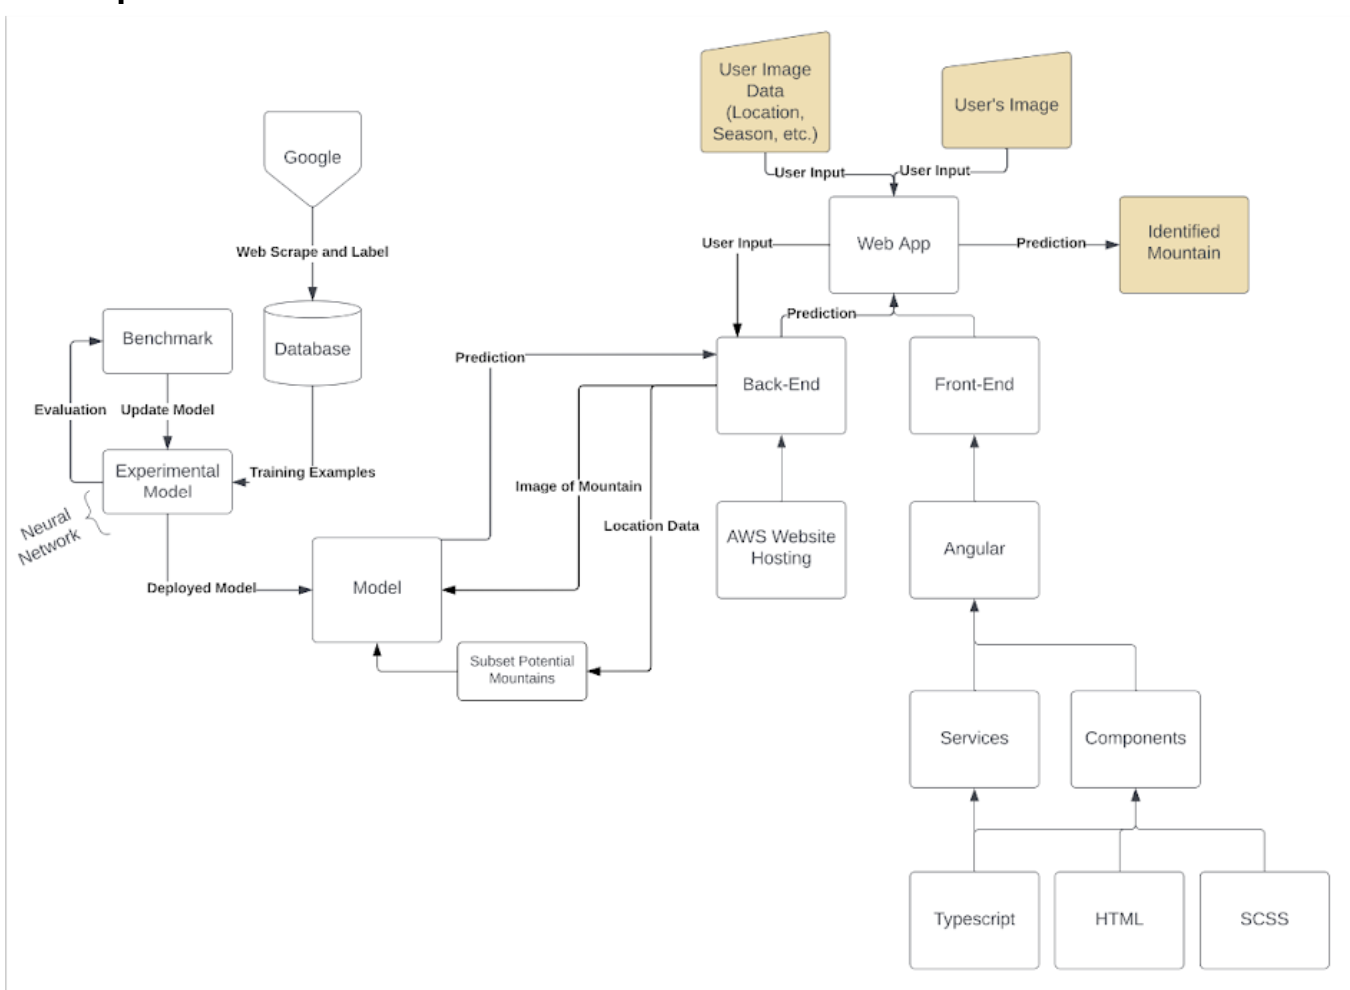 User Image
Data
(Location,
Season, etc.)
User's Image
Google
User Input
User Input
Web Scrape and Label
User Input
Web App
Prediction
Identified
Mountain
Benchmark
Database
Prediction
Prediction
Back-End
Front-End
Evaluation
Update Model
Experimental
Model
Training Examples
Neural
Network
Image of Mountain
Location Data
AWS Website
Hosting
Angular
Deployed Model
Model
Subset Potential
Mountains
Services
Components
Typescript
HTML
SCSS